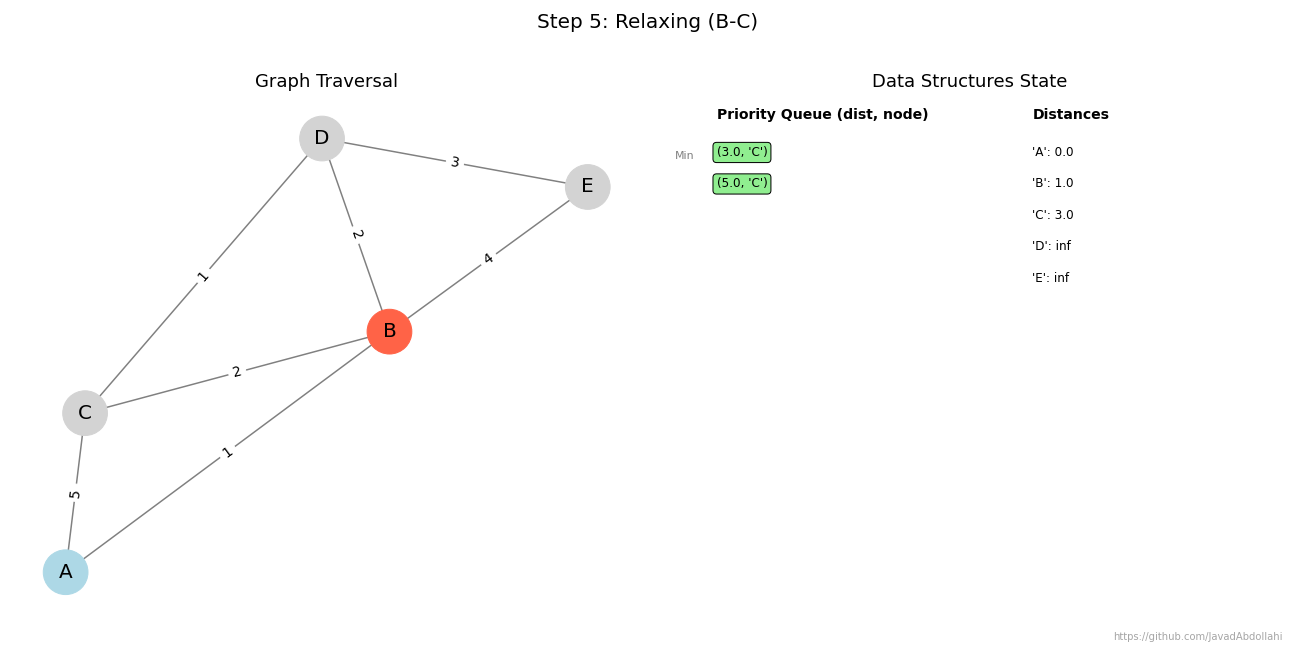 Step 5: Relaxing (B-C)
Graph Traversal
D
3
E
2
4
1
B
2
C
1
5
A
Data Structures State
Priority Queue (dist, node)
Distances
Min
(3.0, 'C')
'A': 0.0
(5.0, 'C')
'B': 1.0
'C': 3.0
'D': inf
'E': inf
https://github.com/JavadAbdollahi